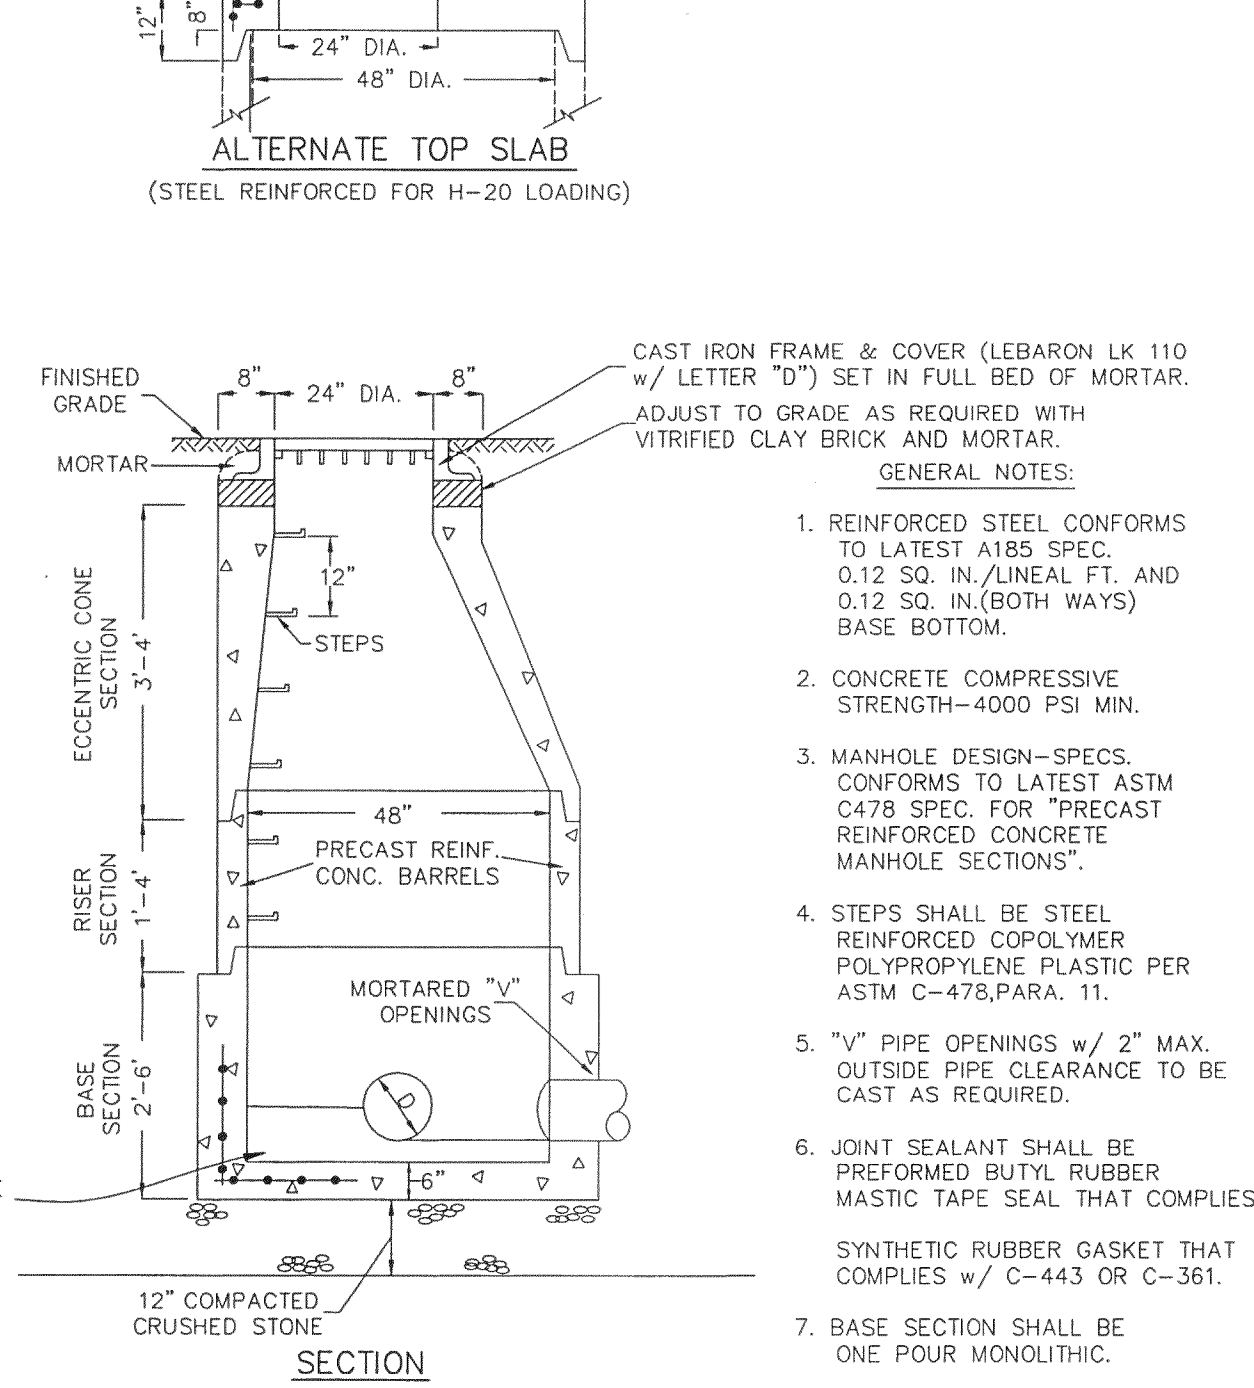 12"
8"
24" DIA.
48" DIA.
ALTERNATE TOP SLAB
(STEEL REINFORCED FOR H-20 LOADING)
FINISHED
GRADE
8"
24" DIA.
8"
CAST IRON FRAME & COVER (LEBARON LK 110
w/ LETTER "D") SET IN FULL BED OF MORTAR.
ADJUST TO GRADE AS REQUIRED WITH
VITRIFIED CLAY BRICK AND MORTAR.
MORTAR
12"
STEPS
ECCENTRIC CONE
SECTION
3'-4'
48"
PRECAST REINF.
CONC. BARRELS
RISER
SECTION
1'-4'
MORTARED "V"
OPENINGS
BASE
SECTION
2'-6'
D
6"
12" COMPACTED
CRUSHED STONE
SECTION
GENERAL NOTES:
1. REINFORCED STEEL CONFORMS
TO LATEST A185 SPEC.
0.12 SQ. IN./LINEAL FT. AND
0.12 SQ. IN.(BOTH WAYS)
BASE BOTTOM.
2. CONCRETE COMPRESSIVE
STRENGTH-4000 PSI MIN.
3. MANHOLE DESIGN-SPECS.
CONFORMS TO LATEST ASTM
C478 SPEC. FOR "PRECAST
REINFORCED CONCRETE
MANHOLE SECTIONS".
4. STEPS SHALL BE STEEL
REINFORCED COPOLYMER
POLYPROPYLENE PLASTIC PER
ASTM C-478,PARA. 11.
5. "V" PIPE OPENINGS w/ 2" MAX.
OUTSIDE PIPE CLEARANCE TO BE
CAST AS REQUIRED.
6. JOINT SEALANT SHALL BE
PREFORMED BUTYL RUBBER
MASTIC TAPE SEAL THAT COMPLIES
SYNTHETIC RUBBER GASKET THAT
COMPLIES w/ C-443 OR C-361.
7. BASE SECTION SHALL BE
ONE POUR MONOLITHIC.